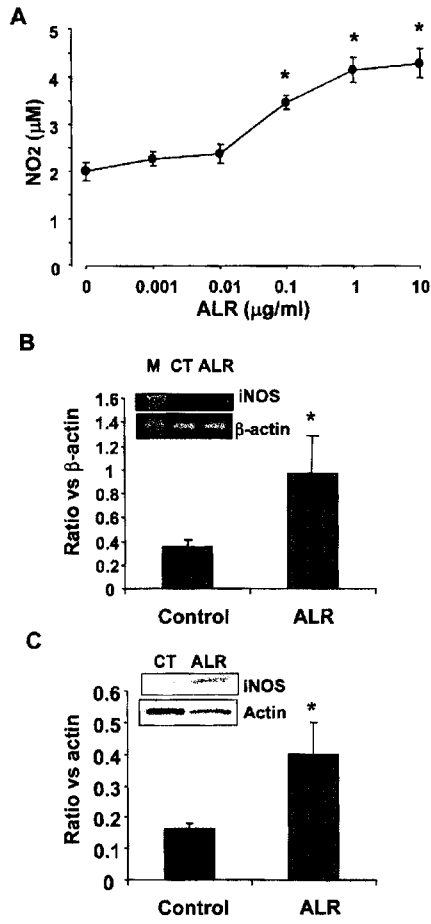 A
5
4
3
2
1
0
NO2 (µM)
* * *
0 0.001 0.01 0.1 1 10
ALR (µg/ml)
B
M CT ALR
iNOS
β-actin
1.6
1.4
1.2
1
0.8
0.6
0.4
0.2
0
Ratio vs β-actin
*
Control ALR
C
CT ALR
iNOS
Actin
0.6
0.5
0.4
0.3
0.2
0.1
0
Ratio vs actin
*
Control ALR